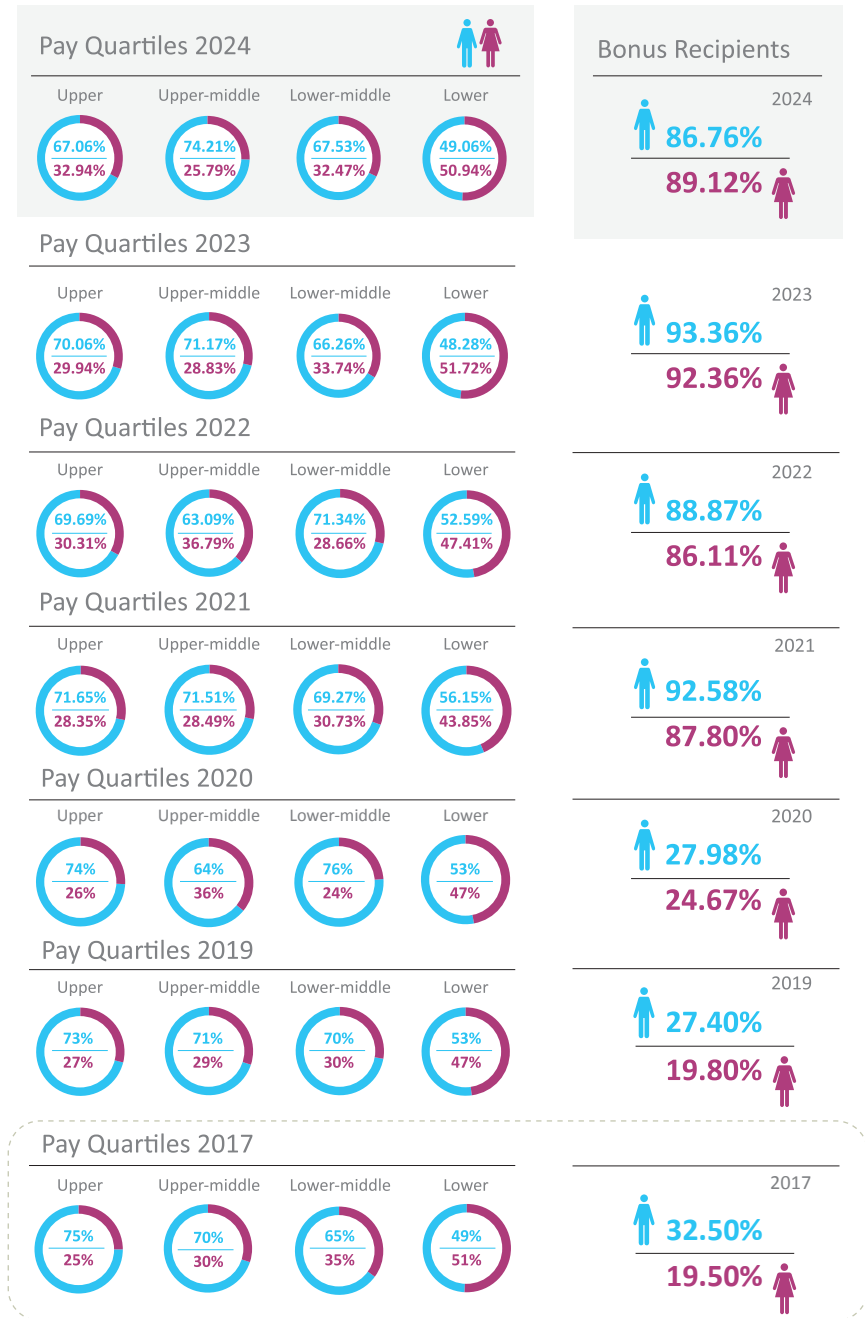 Pay Quartiles 2024
Upper Upper-middle Lower-middle Lower
67.06% 74.21% 67.53% 49.06%
32.94% 25.79% 32.47% 50.94%
Bonus Recipients
2024
86.76%
89.12%
Pay Quartiles 2023
Upper Upper-middle Lower-middle Lower
70.06% 71.17% 66.26% 48.28%
29.94% 28.83% 33.74% 51.72%
2023
93.36%
92.36%
Pay Quartiles 2022
Upper Upper-middle Lower-middle Lower
69.69% 63.09% 71.34% 52.59%
30.31% 36.79% 28.66% 47.41%
2022
88.87%
86.11%
Pay Quartiles 2021
Upper Upper-middle Lower-middle Lower
71.65% 71.51% 69.27% 56.15%
28.35% 28.49% 30.73% 43.85%
2021
92.58%
87.80%
Pay Quartiles 2020
Upper Upper-middle Lower-middle Lower
74% 64% 76% 53%
26% 36% 24% 47%
2020
27.98%
24.67%
Pay Quartiles 2019
Upper Upper-middle Lower-middle Lower
73% 71% 70% 53%
27% 29% 30% 47%
2019
27.40%
19.80%
Pay Quartiles 2017
Upper Upper-middle Lower-middle Lower
75% 70% 65% 49%
25% 30% 35% 51%
2017
32.50%
19.50%